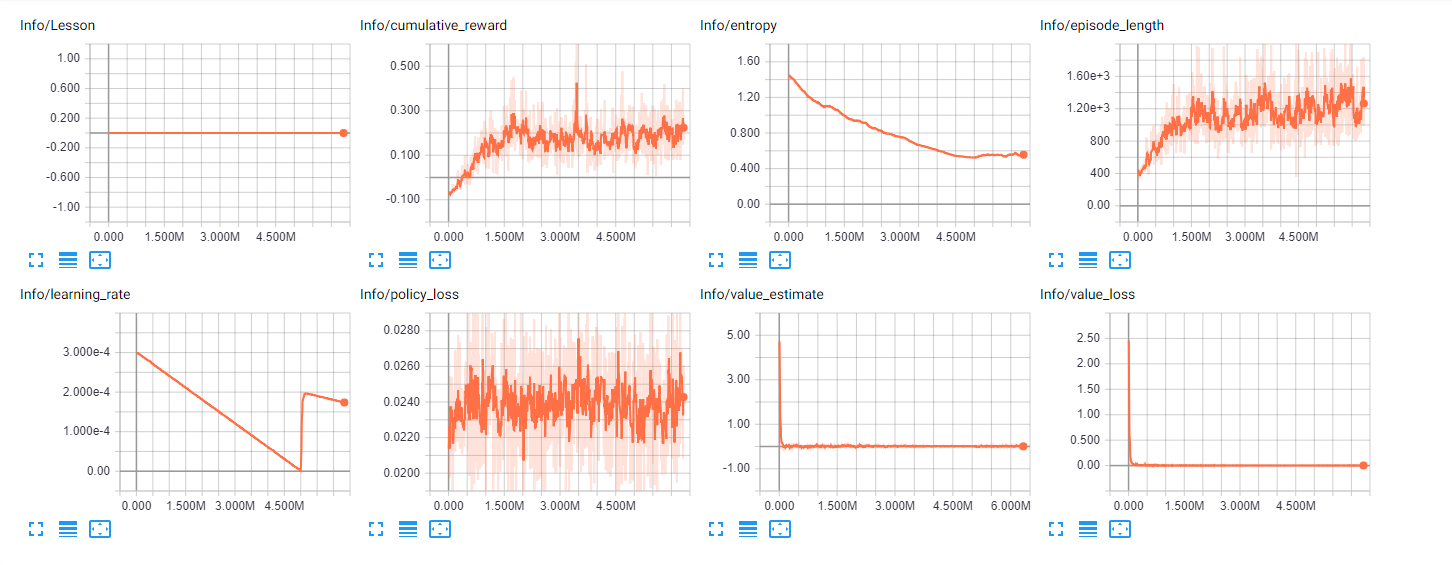 Info/Lesson
1.00
0.600
0.200
-0.200
-0.600
-1.00
0.000 1.500M 3.000M 4.500M
Info/cumulative_reward
0.500
0.300
0.100
-0.100
0.000 1.500M 3.000M 4.500M
Info/entropy
1.60
1.20
0.800
0.400
0.00
0.000 1.500M 3.000M 4.500M
Info/episode_length
1.60e+3
1.20e+3
800
400
0.00
0.000 1.500M 3.000M 4.500M
Info/learning_rate
3.000e-4
2.000e-4
1.000e-4
0.00
0.000 1.500M 3.000M 4.500M
Info/policy_loss
0.0280
0.0260
0.0240
0.0220
0.0200
0.000 1.500M 3.000M 4.500M
Info/value_estimate
5.00
3.00
1.00
-1.00
0.000 1.500M 3.000M 4.500M 6.000M
Info/value_loss
2.50
2.00
1.50
1.00
0.500
0.00
0.000 1.500M 3.000M 4.500M